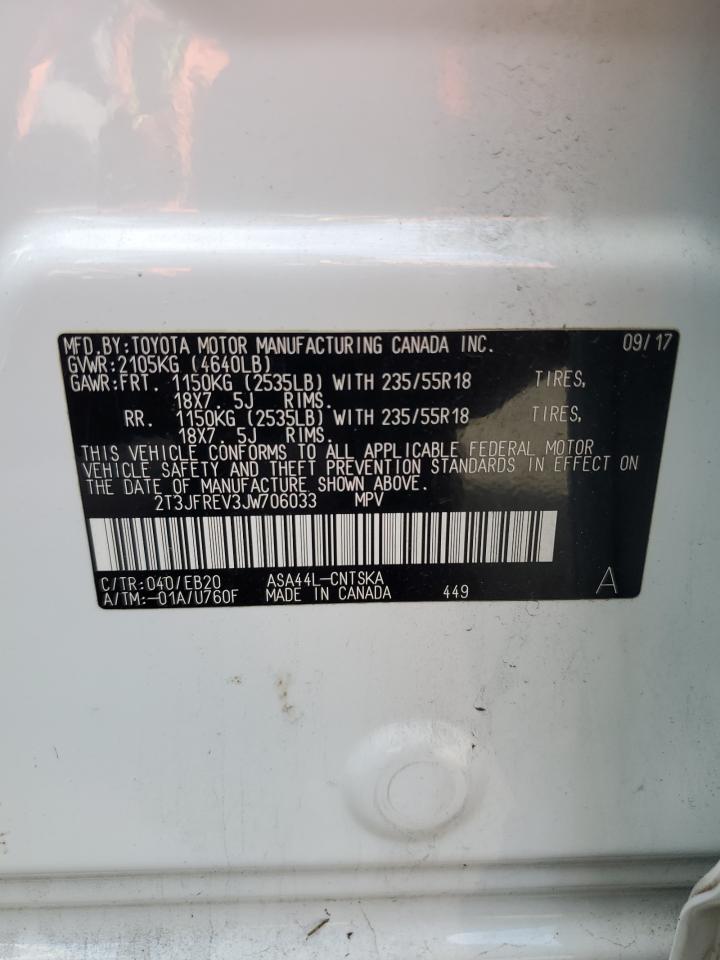 MFD.BY:TOYOTA MOTOR MANUFACTURING CANADA INC. 09/17
GVWR:2105KG (4640LB)
GAWR:FRT. 1150KG (2535LB) WITH 235/55R18 TIRES,
18X7. 5J RIMS.
RR. 1150KG (2535LB) WITH 235/55R18 TIRES,
18X7. 5J RIMS.
THIS VEHICLE CONFORMS TO ALL APPLICABLE FEDERAL MOTOR
VEHICLE SAFETY AND THEFT PREVENTION STANDARDS IN EFFECT ON
THE DATE OF MANUFACTURE SHOWN ABOVE.
2T3JFREV3JW706033 MPV
C/TR:040/EB20 ASA44L-CNTSKA
A/TM:-01A/U760F MADE IN CANADA 449 A